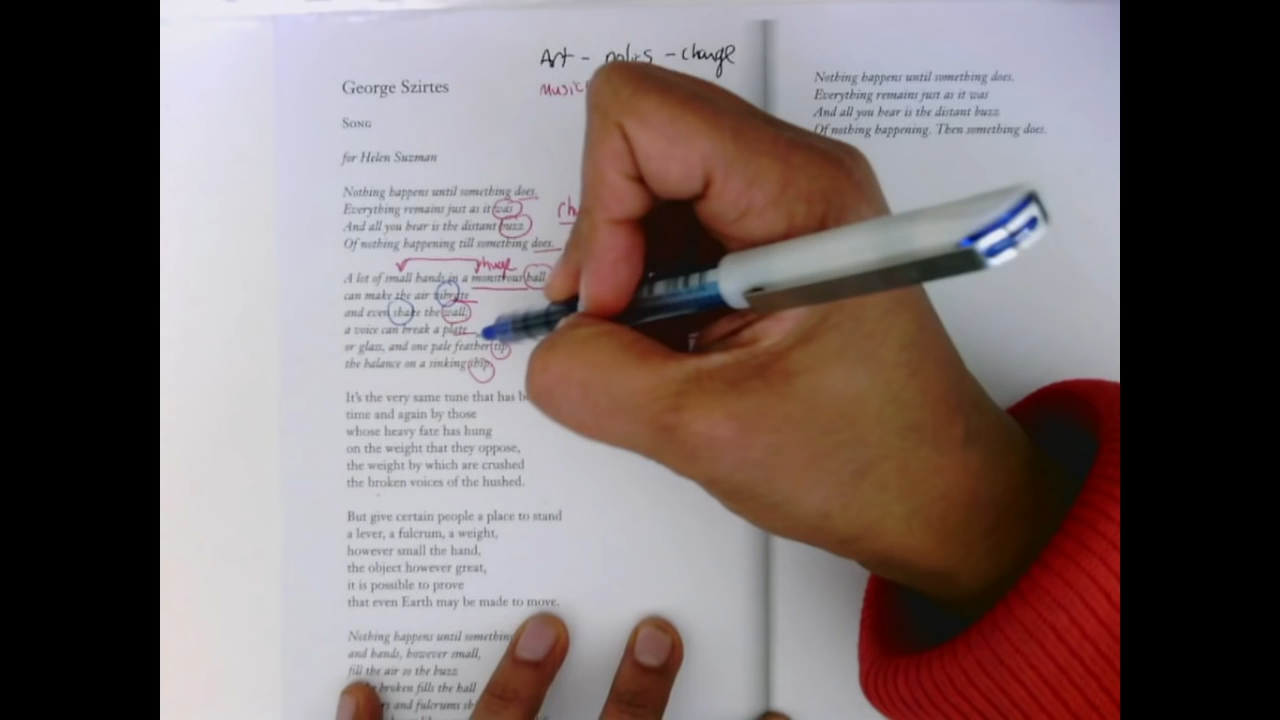 Art - - change
George Szirtes
Music
SONG
for Helen Suzman
Nothing happens until something does.
Everything remains just as it was
And all you hear is the distant buzz
Of nothing happening till something does.
huge
A lot of small hands in a monstrous hall
can make the air vibrate
and even shake the wall;
a voice can break a plate
or glass, and one pale feather tip
the balance on a sinking ship.
It's the very same tune that has
time and again by those
whose heavy fate has hung
on the weight that they oppose,
the weight by which are crushed
the broken voices of the hushed.
But give certain people a place to stand
a lever, a fulcrum, a weight,
however small the hand,
the object however great,
it is possible to prove
that even Earth may be made to move.
Nothing happens until something
and hands, however small,
fill the air so the buzz
broken fills the hall
and fulcrums
Nothing happens until something does.
Everything remains just as it was
And all you hear is the distant buzz
Of nothing happening. Then something does.